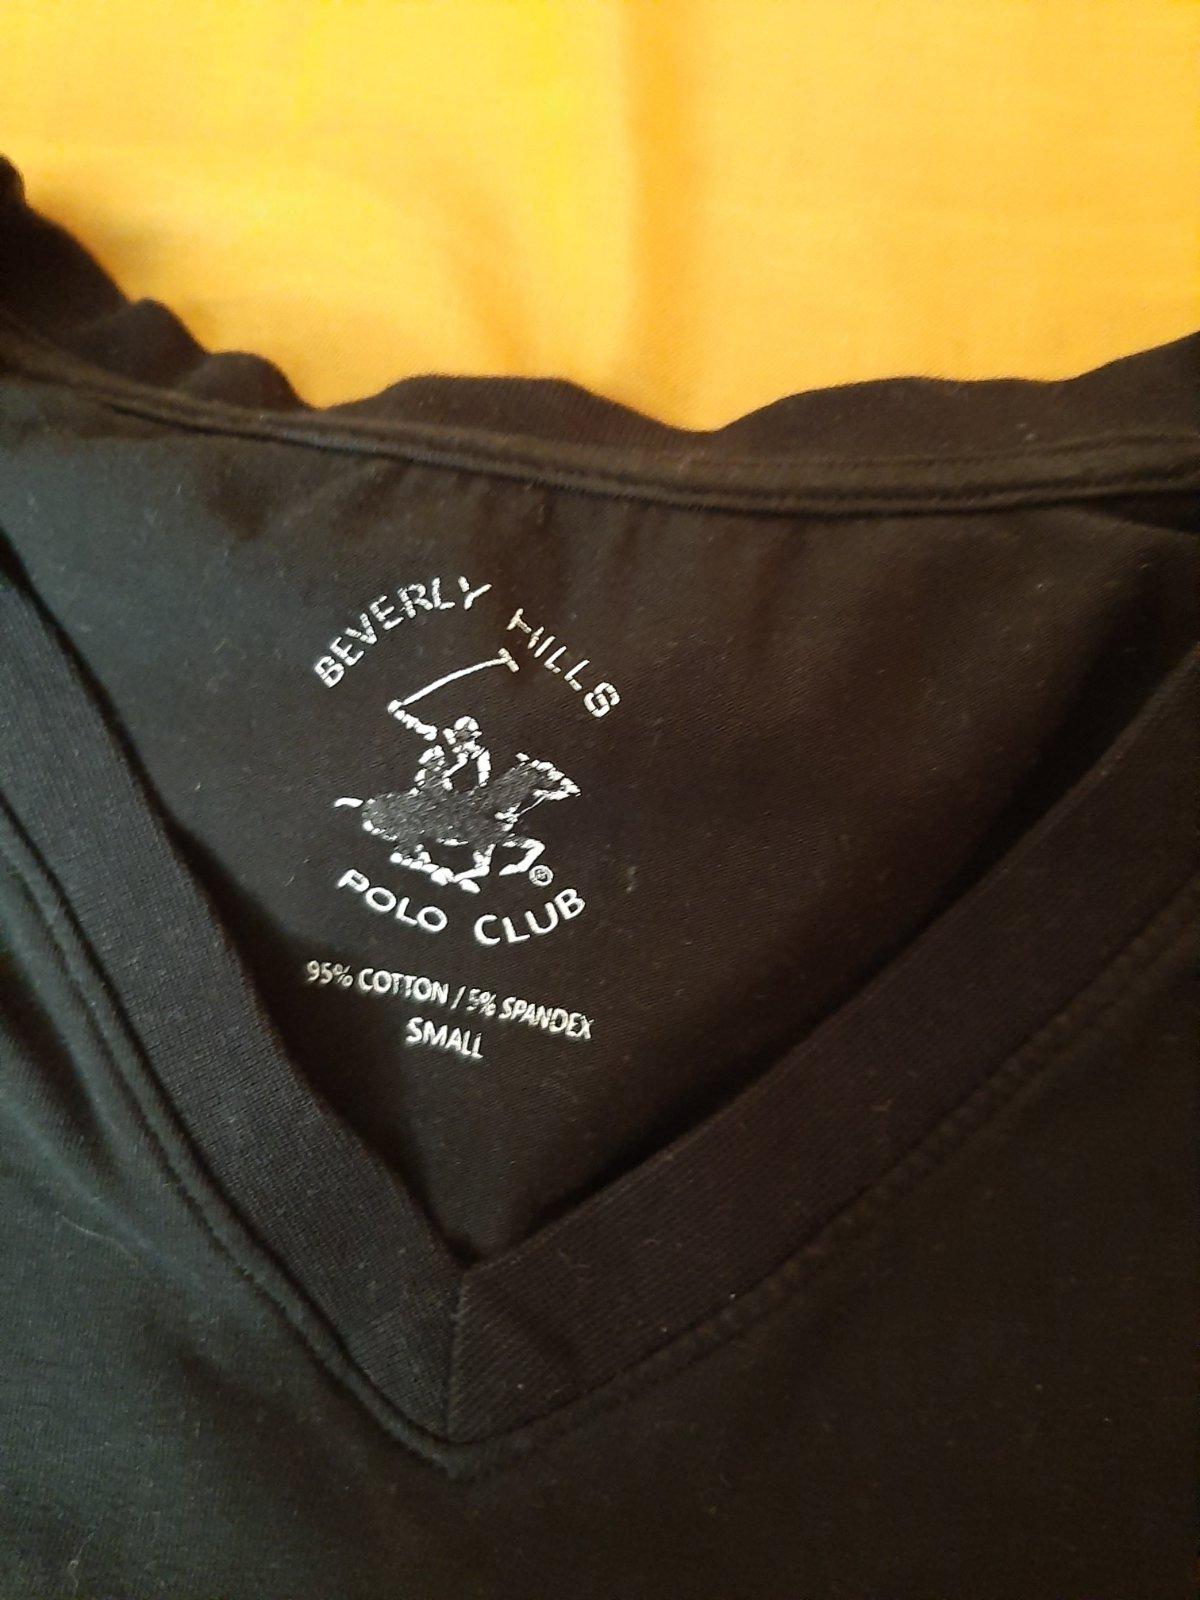 BEVERLY HILLS
®
POLO CLUB
95% COTTON / 5% SPANDEX
SMALL